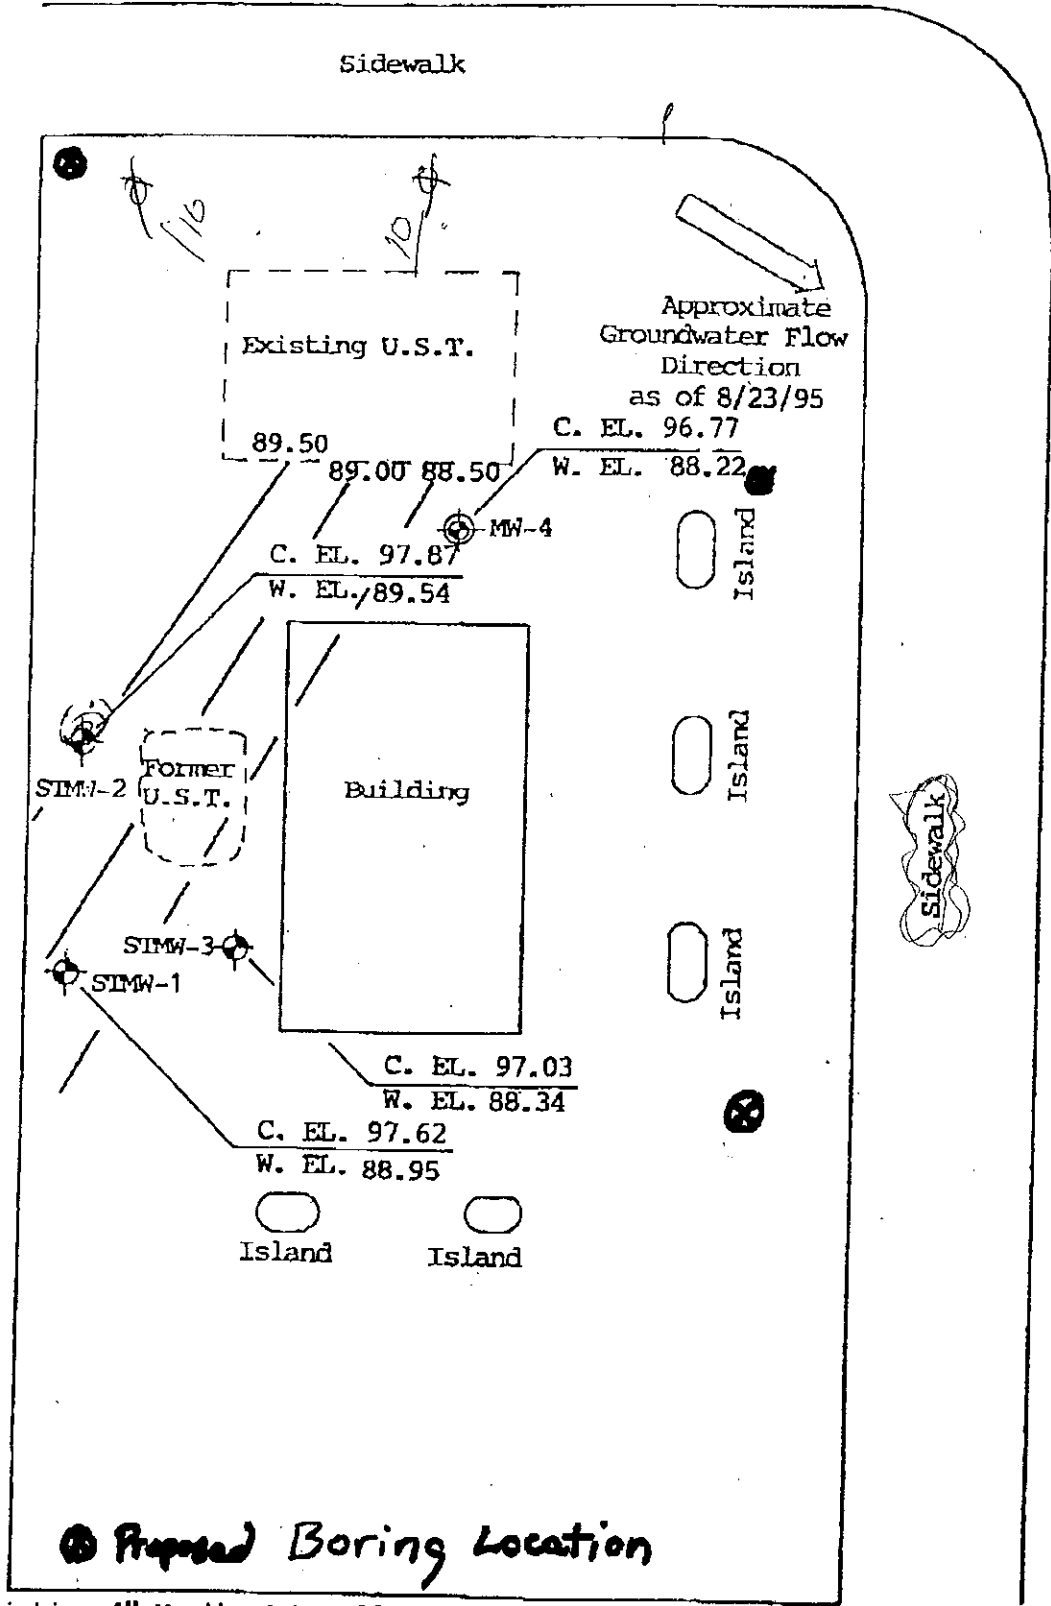 Sidewalk
10
Existing U.S.T.
Approximate
Groundwater Flow
Direction
as of 8/23/95
C. EL. 96.77
W. EL. 88.22
89.50
89.00 88.50
MW-4
C. EL. 97.87
W. EL. 89.54
Island
STMW-2
Former
U.S.T.
Building
Island
Sidewalk
STMW-3
STMW-1
Island
C. EL. 97.03
W. EL. 88.34
C. EL. 97.62
W. EL. 88.95
Island
Island
Proposed Boring Location